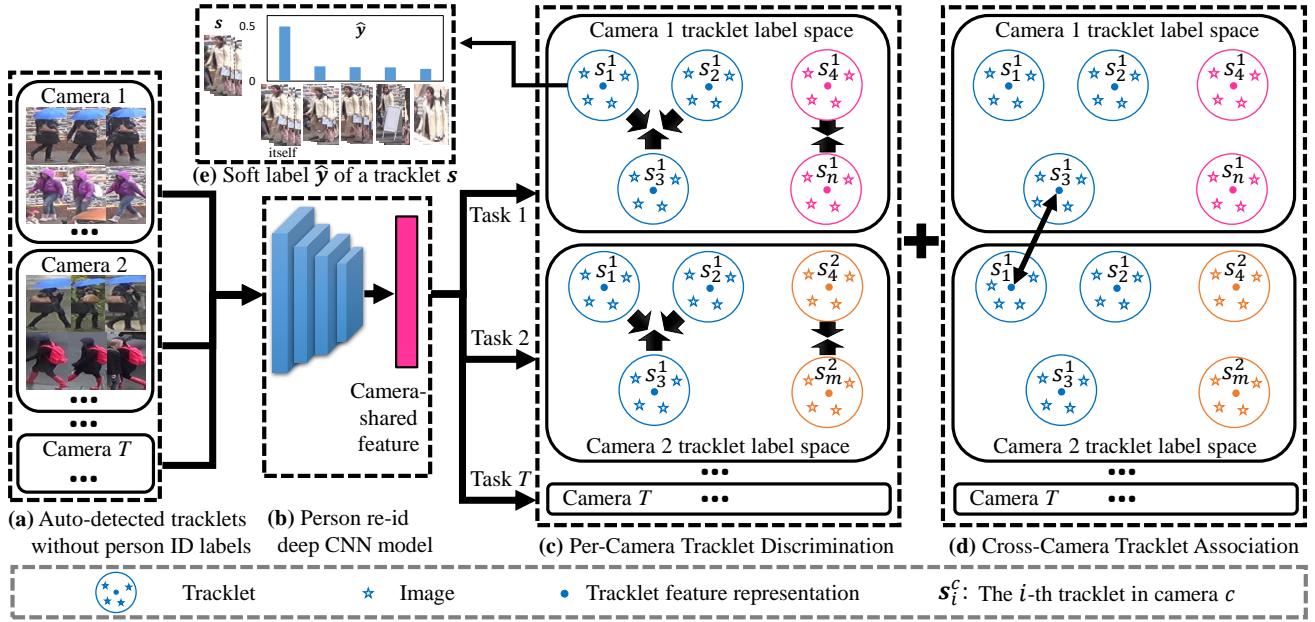 s
0.5
0
ŷ
itself
(e) Soft label ŷ of a tracklet s
Camera 1
...
Camera 2
...
...
Camera T
...
(a) Auto-detected tracklets
without person ID labels
Camera-
shared
feature
(b) Person re-id
deep CNN model
Task 1
Task 2
Task T
Camera 1 tracklet label space
s₁¹ s₂¹ s₄¹
s₃¹ sₙ¹
s₁¹ s₂¹ s₄²
s₃¹ sₘ²
Camera 2 tracklet label space
...
Camera T ...
(c) Per-Camera Tracklet Discrimination
+
Camera 1 tracklet label space
s₁¹ s₂¹ s₄¹
s₃¹ sₙ¹
s₁¹ s₂¹ s₄²
s₃¹ sₘ²
Camera 2 tracklet label space
...
Camera T ...
(d) Cross-Camera Tracklet Association
Tracklet Image Tracklet feature representation sᵢᶜ: The i-th tracklet in camera c